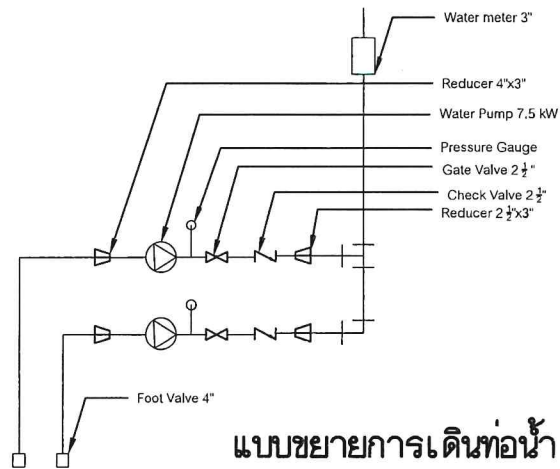 Water meter 3"
Reducer 4"x3"
Water Pump 7.5 kW
Pressure Gauge
Gate Valve 2 ½"
Check Valve 2 ½"
Reducer 2 ½"x3"
Foot Valve 4"
แบบขยายการเดินท่อน้ำ